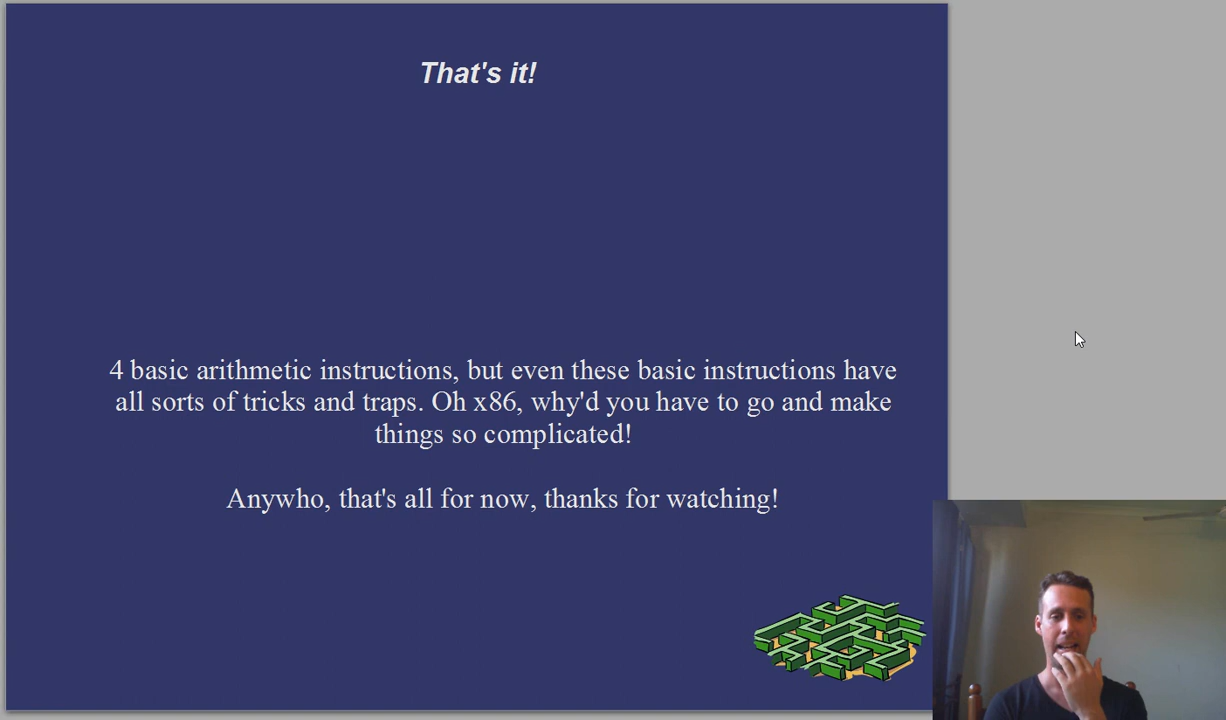 That's it!
4 basic arithmetic instructions, but even these basic instructions have
all sorts of tricks and traps. Oh x86, why'd you have to go and make
things so complicated!
Anywho, that's all for now, thanks for watching!